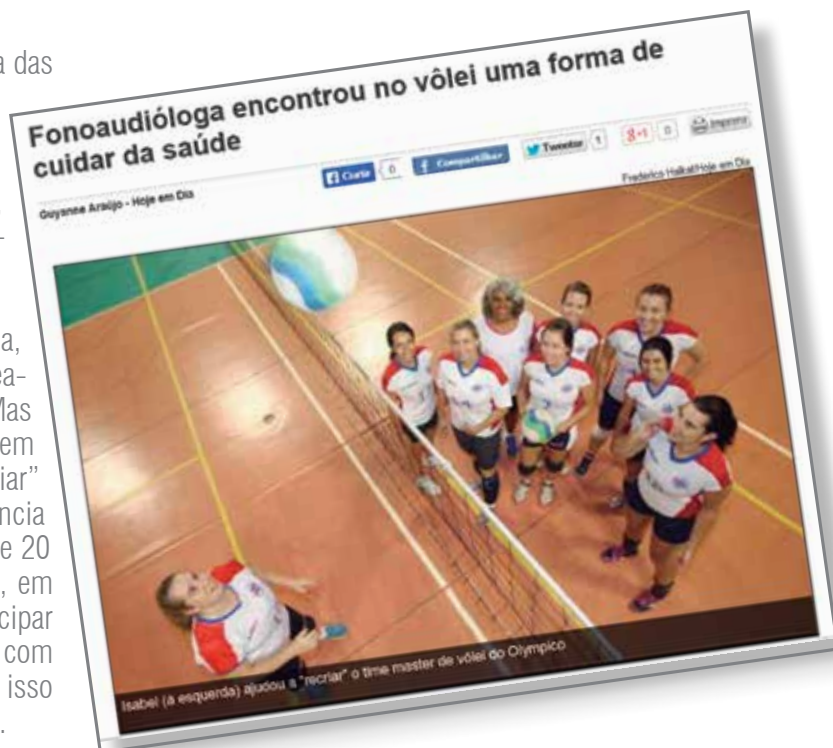 a das
a,
ea-
Mas
em
iar"
ncia
e 20
, em
cipar
com
isso
.
Fonoaudióloga encontrou no vôlei uma forma de
cuidar da saúde
Curtir 0 Compartilhar Tweetar 1 +1 0 Imprimir
Guyanne Araújo - Hoje em Dia
Frederico Haikal/Hoje em Dia
Isabel (à esquerda) ajudou a "recriar" o time master de vôlei do Olympico